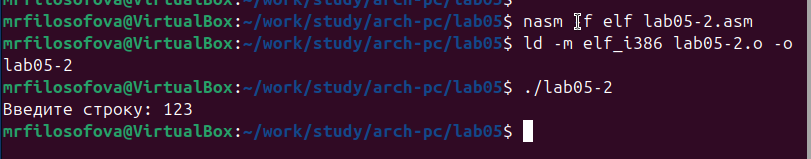 mrfilosofova@VirtualBox:~/work/study/arch-pc/lab05$ nasm -f elf lab05-2.asm
mrfilosofova@VirtualBox:~/work/study/arch-pc/lab05$ ld -m elf_i386 lab05-2.o -o
lab05-2
mrfilosofova@VirtualBox:~/work/study/arch-pc/lab05$ ./lab05-2
Введите строку: 123
mrfilosofova@VirtualBox:~/work/study/arch-pc/lab05$